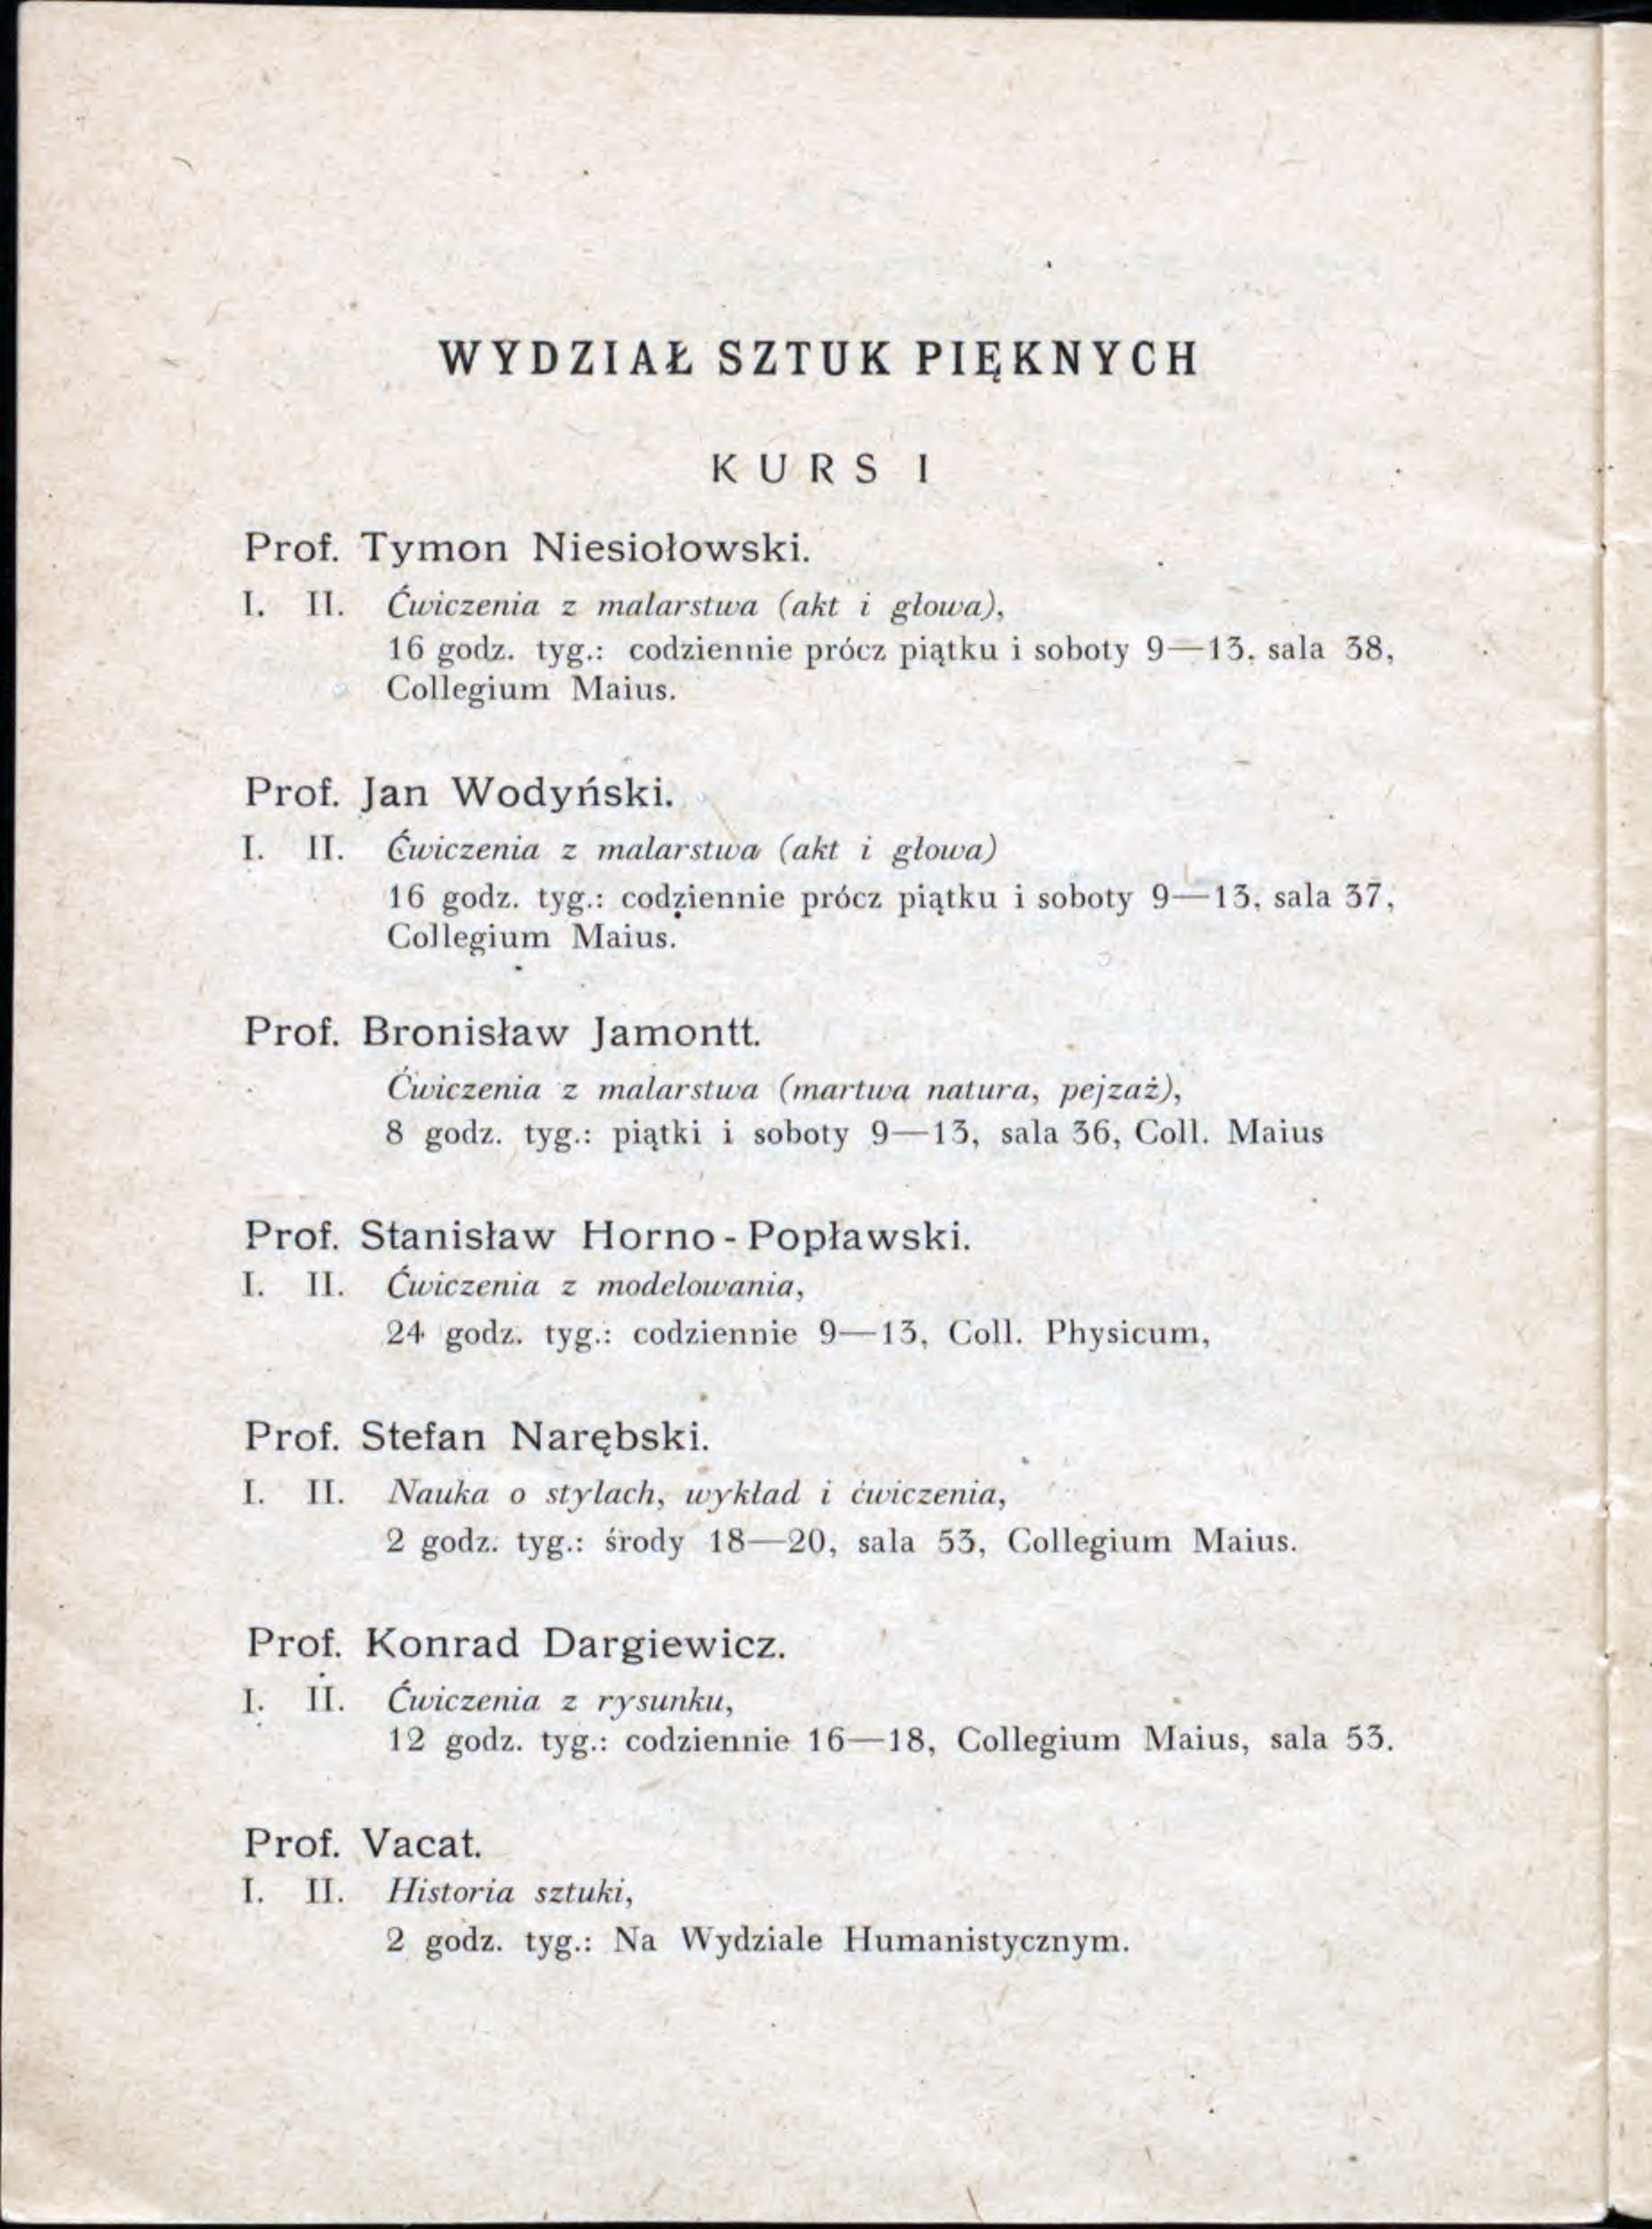 WYDZIAŁ SZTUK PIĘKNYCH
KURS I
Prof. Tymon Niesiołowski.
I. II. Ćwiczenia z malarstwa (akt i głowa),
16 godz. tyg.: codziennie prócz piątku i soboty 9—13, sala 38,
Collegium Maius.
Prof. Jan Wodyński.
I. II. Ćwiczenia z malarstwa (akt i głowa)
16 godz. tyg.: codziennie prócz piątku i soboty 9—13, sala 37,
Collegium Maius.
Prof. Bronisław Jamontt.
Ćwiczenia z malarstwa (martwa natura, pejzaż),
8 godz. tyg.: piątki i soboty 9—13, sala 36, Coll. Maius
Prof. Stanisław Horno-Popławski.
I. II. Ćwiczenia z modelowania,
24 godz. tyg.: codziennie 9—13, Coll. Physicum,
Prof. Stefan Narębski.
I. II. Nauka o stylach, wykład i ćwiczenia,
2 godz. tyg.: środy 18—20, sala 53, Collegium Maius.
Prof. Konrad Dargiewicz.
I. II. Ćwiczenia z rysunku,
12 godz. tyg.: codziennie 16—18, Collegium Maius, sala 53.
Prof. Vacat.
I. II. Historia sztuki,
2 godz. tyg.: Na Wydziale Humanistycznym.